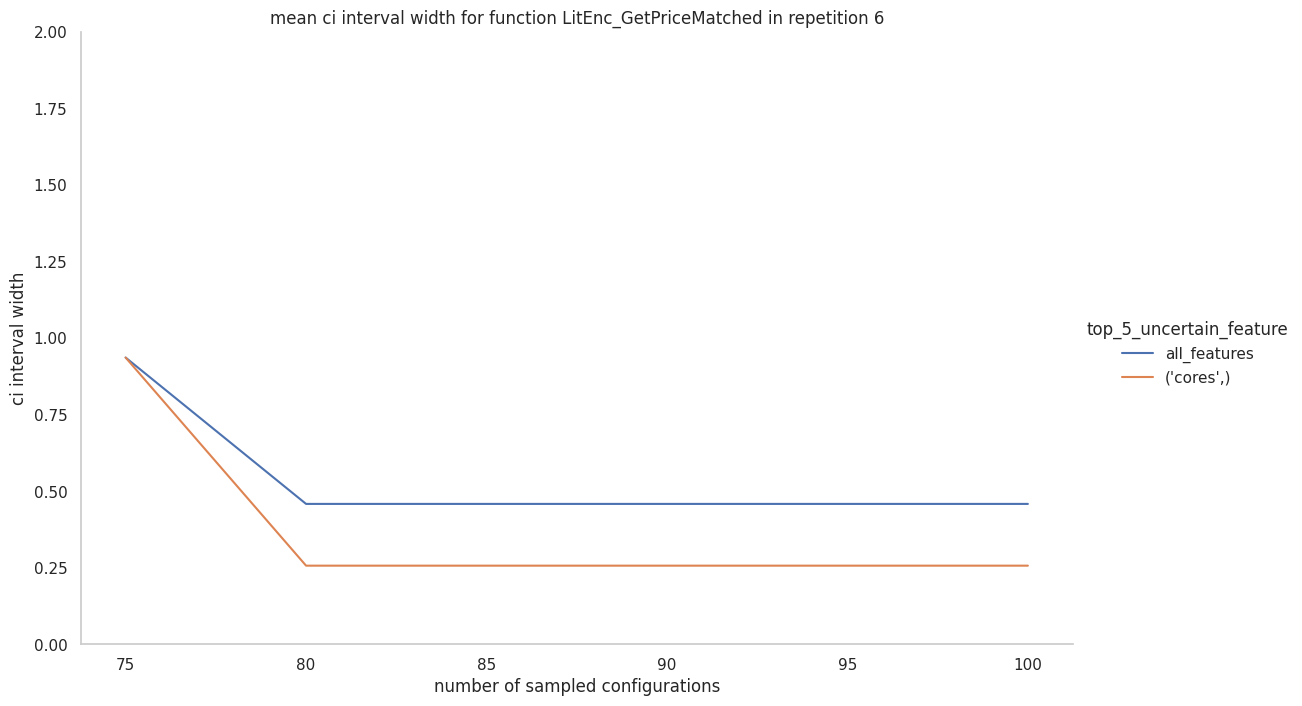 mean ci interval width for function LitEnc_GetPriceMatched in repetition 6
2.00
1.75
1.50
1.25
1.00
0.75
0.50
0.25
0.00
ci interval width
75 80 85 90 95 100
number of sampled configurations
top_5_uncertain_feature
all_features
('cores',)